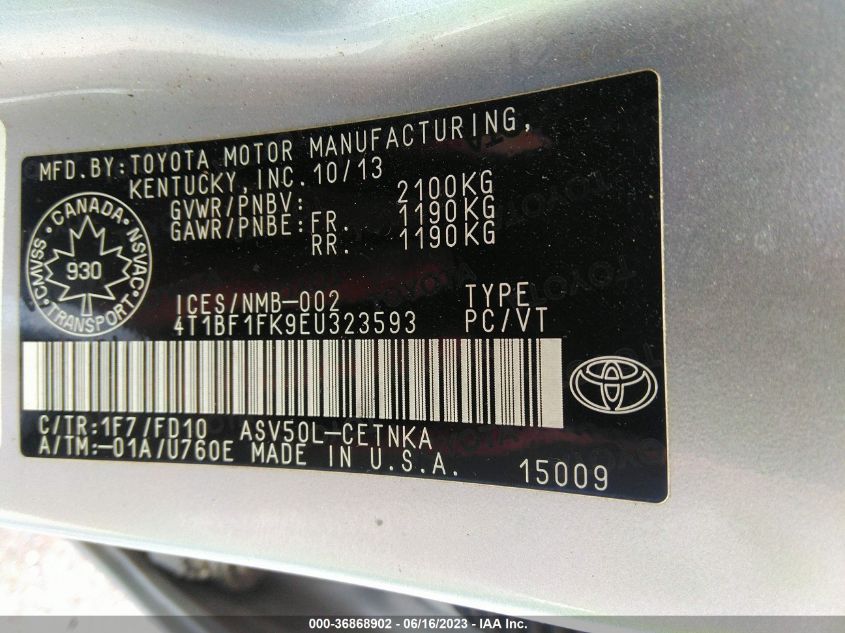 MFD.BY:TOYOTA MOTOR MANUFACTURING,
KENTUCKY,INC.10/13
GVWR/PNBV: 2100KG
GAWR/PNBE:FR. 1190KG
RR. 1190KG
CANADA
CMVSS NSVAC
930
TRANSPORT
ICES/NMB-002 TYPE
4T1BF1FK9EU323593 PC/VT
C/TR:1F7/FD10 ASV50L-CETNKA
A/TM:-01A/U760E MADE IN U.S.A. 15009
000-36868902 - 06/16/2023 - IAA Inc.